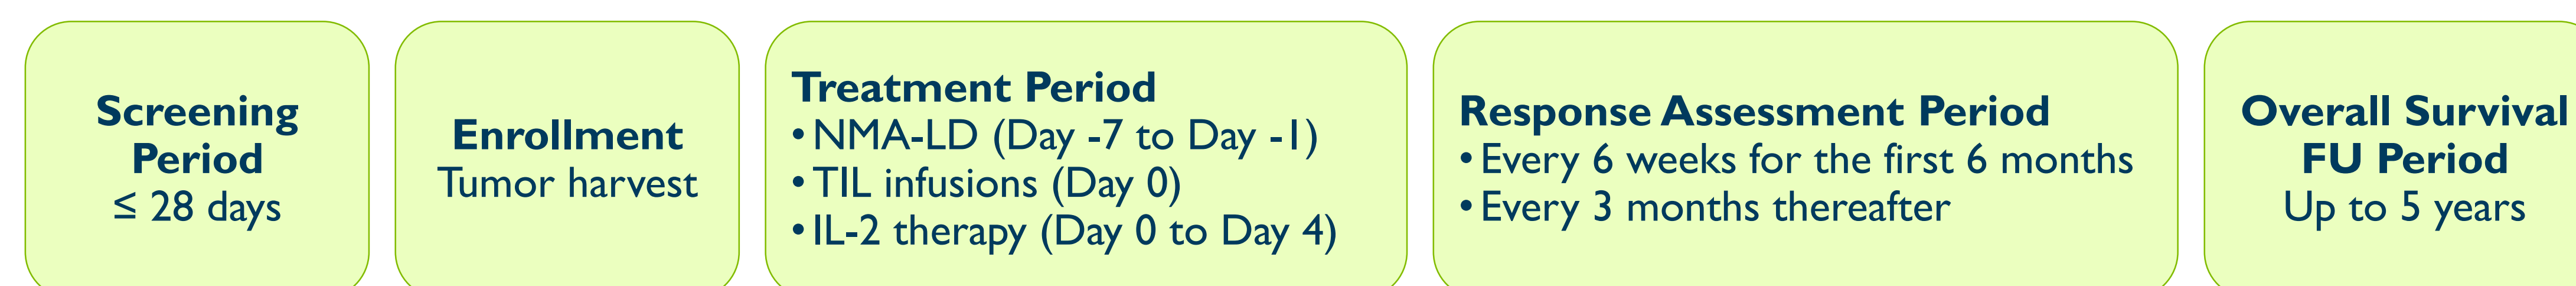 Screening
Period
≤ 28 days
Enrollment
Tumor harvest
Treatment Period
• NMA-LD (Day -7 to Day -1)
• TIL infusions (Day 0)
• IL-2 therapy (Day 0 to Day 4)
Response Assessment Period
• Every 6 weeks for the first 6 months
• Every 3 months thereafter
Overall Survival
FU Period
Up to 5 years